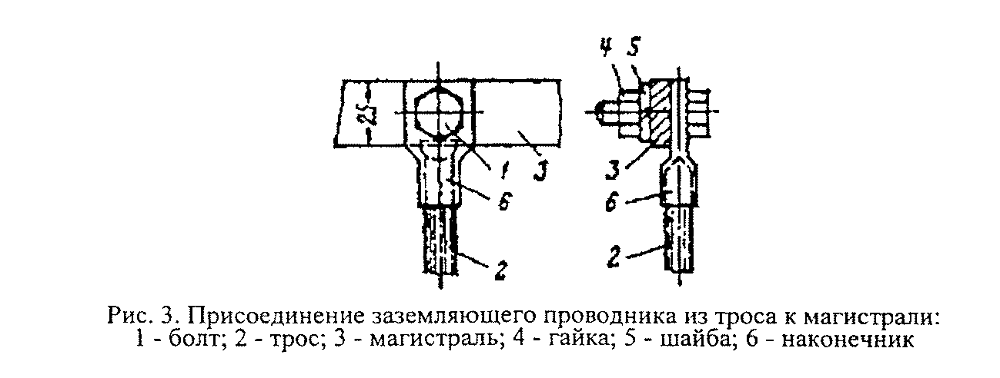 4 5
25
1 3 3
6 6
2 2
Рис. 3. Присоединение заземляющего проводника из троса к магистрали:
1 - болт; 2 - трос; 3 - магистраль; 4 - гайка; 5 - шайба; 6 - наконечник